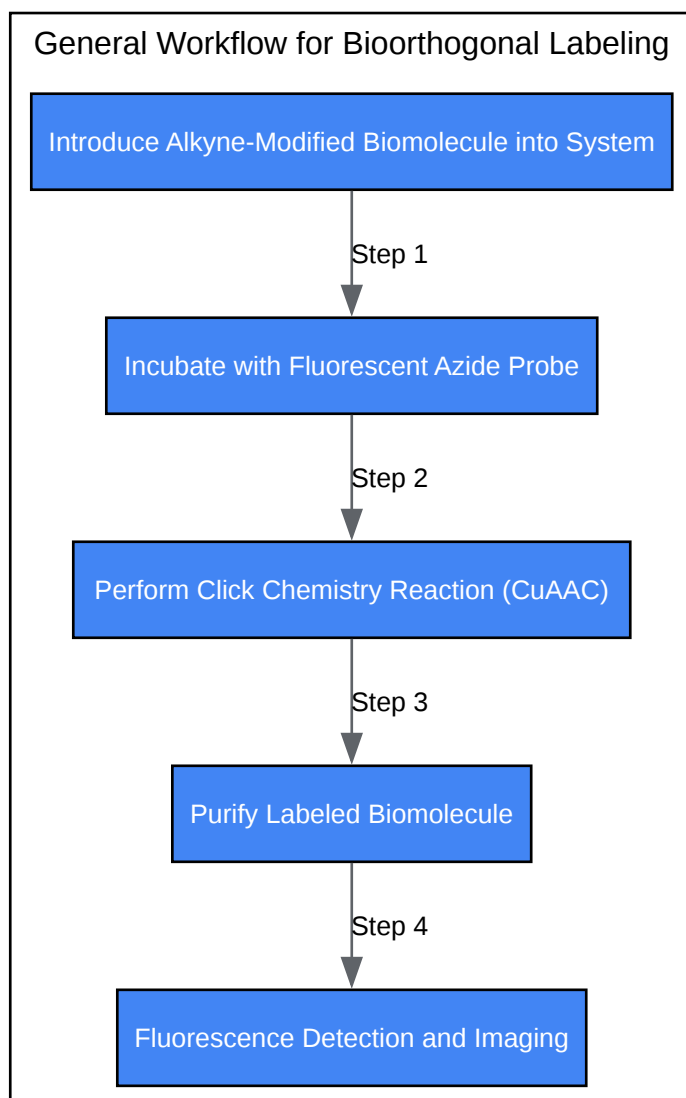 General Workflow for Bioorthogonal Labeling
Introduce Alkyne-Modified Biomolecule into System
Step 1
Incubate with Fluorescent Azide Probe
Step 2
Perform Click Chemistry Reaction (CuAAC)
Step 3
Purify Labeled Biomolecule
Step 4
Fluorescence Detection and Imaging